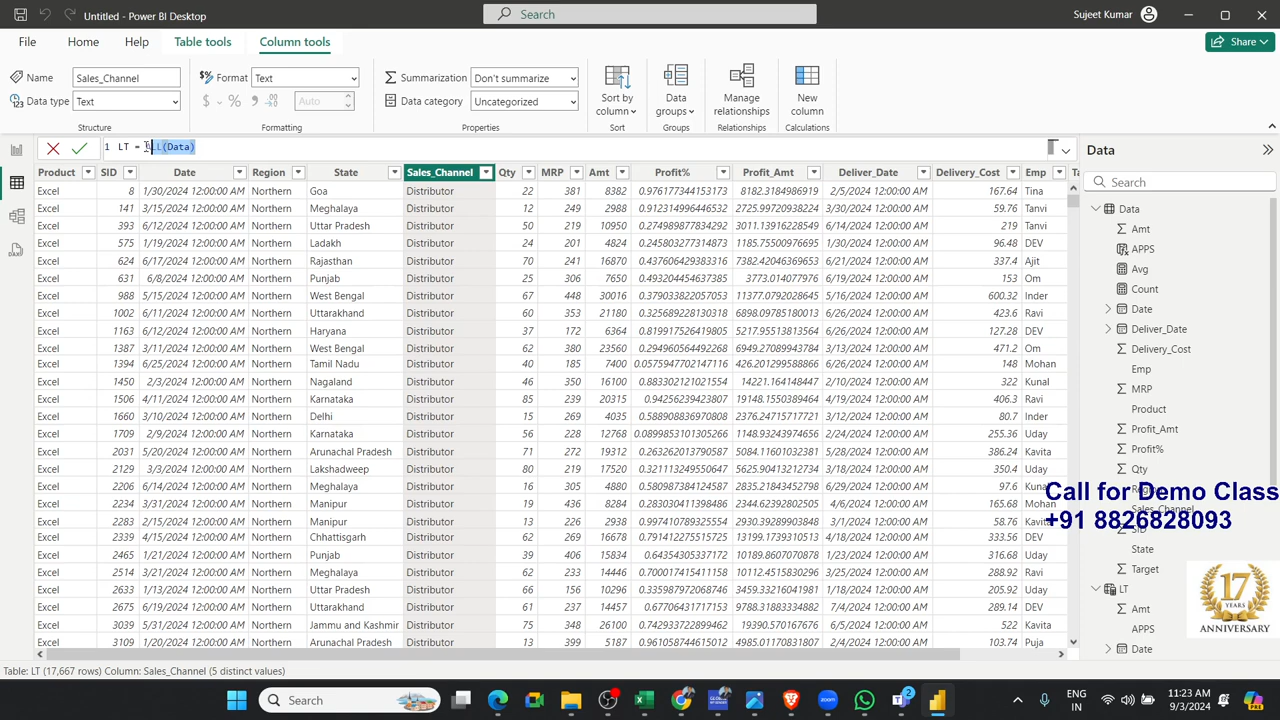 Untitled - Power BI Desktop
Search
Sujeet Kumar
File Home Help Table tools Column tools
Share
Name Sales_Channel
Data type Text
Structure
Format Text
$ % Auto
Formatting
Summarization Don't summarize
Data category Uncategorized
Properties
Sort by column
Sort
Data groups
Groups
Manage relationships
Relationships
New column
Calculations
1 LT = ALL(Data)
Product SID Date Region State Sales_Channel Qty MRP Amt Profit% Profit_Amt Deliver_Date Delivery_Cost Emp
Excel 22 1/30/2024 12:00:00 AM Northern Goa Distributor 22 381 8382 0.976177344153173 8182.3184986919 2/5/2024 12:00:00 AM 167.64 Tina
Excel 141 3/15/2024 12:00:00 AM Northern Meghalaya Distributor 12 249 2988 0.912314996446532 2725.99720938224 3/30/2024 12:00:00 AM 59.76 Tanvi
Excel 393 6/12/2024 12:00:00 AM Northern Uttar Pradesh Distributor 50 219 10950 0.274989877834292 3011.13916228549 6/14/2024 12:00:00 AM 219 Tanvi
Excel 575 1/19/2024 12:00:00 AM Northern Ladakh Distributor 24 201 4824 0.245803277314873 1185.75500976695 1/30/2024 12:00:00 AM 96.48 DEV
Excel 624 6/17/2024 12:00:00 AM Northern Rajasthan Distributor 70 241 16870 0.437606429383316 7382.42046369653 6/21/2024 12:00:00 AM 337.4 Ajit
Excel 631 6/8/2024 12:00:00 AM Northern Punjab Distributor 25 306 7650 0.493204454637385 3773.014077976 6/19/2024 12:00:00 AM 153 Om
Excel 988 5/15/2024 12:00:00 AM Northern West Bengal Distributor 67 448 30016 0.379033822057031 11377.0792028645 5/16/2024 12:00:00 AM 600.32 Inder
Excel 1002 6/11/2024 12:00:00 AM Northern Uttarakhand Distributor 60 353 21180 0.325689228130318 6898.09785180011 6/26/2024 12:00:00 AM 423.6 Ravi
Excel 1163 6/12/2024 12:00:00 AM Northern Haryana Distributor 37 172 6364 0.819917526419805 5217.95513813564 6/13/2024 12:00:00 AM 127.28 DEV
Excel 1387 3/11/2024 12:00:00 AM Northern West Bengal Distributor 62 380 23560 0.294960564492268 6949.27089943784 3/13/2024 12:00:00 AM 471.2 Om
Excel 1394 6/25/2024 12:00:00 AM Northern Tamil Nadu Distributor 40 185 7400 0.0575947702147116 426.201299588866 6/26/2024 12:00:00 AM 148 Mohan
Excel 1450 2/3/2024 12:00:00 AM Northern Nagaland Distributor 46 350 16100 0.883302121021554 14221.164148447 2/10/2024 12:00:00 AM 322 Kunal
Excel 1506 4/11/2024 12:00:00 AM Northern Karnataka Distributor 85 239 20315 0.94256239423807 19148.1550389464 4/19/2024 12:00:00 AM 406.3 Ravi
Excel 1660 3/10/2024 12:00:00 AM Northern Delhi Distributor 15 269 4035 0.588908836970808 2376.24715717721 3/12/2024 12:00:00 AM 80.7 Inder
Excel 1709 2/9/2024 12:00:00 AM Northern Karnataka Distributor 56 228 12768 0.0899853101305266 1148.93243974656 2/23/2024 12:00:00 AM 255.36 Uday
Excel 2031 5/20/2024 12:00:00 AM Northern Arunachal Pradesh Distributor 71 272 19312 0.263262013790587 5084.11601032381 5/28/2024 12:00:00 AM 386.24 Kavita
Excel 2129 3/3/2024 12:00:00 AM Northern Lakshadweep Distributor 80 219 17520 0.321113249550647 5625.90413212734 3/18/2024 12:00:00 AM 350.4 Uday
Excel 2218 3/2/2024 12:00:00 AM Northern Manipur Distributor 16 305 4880 0.580987384124587 2835.21843452998 3/6/2024 12:00:00 AM 97.6 Kunal
Excel 2234 3/31/2024 12:00:00 AM Northern Manipur Distributor 19 436 8284 0.283030411398486 2344.62392802505 4/6/2024 12:00:00 AM 165.68 Mohan
Excel 2283 2/15/2024 12:00:00 AM Northern Manipur Distributor 13 226 2938 0.997410789325554 2930.39289903843 3/1/2024 12:00:00 AM 58.76 Kavita
Excel 2339 4/15/2024 12:00:00 AM Northern Chhattisgarh Distributor 62 269 16678 0.791412275512725 13199.1739310954 4/18/2024 12:00:00 AM 333.56 DEV
Excel 2465 1/21/2024 12:00:00 AM Northern Punjab Distributor 39 406 15834 0.64354305337 10189.8607070878 1/23/2024 12:00:00 AM 316.68 Uday
Excel 2514 3/21/2024 12:00:00 AM Northern Meghalaya Distributor 62 233 14446 0.700017415415411 10112.4515830296 3/25/2024 12:00:00 AM 288.92 Ravi
Excel 2633 1/13/2024 12:00:00 AM Northern Uttar Pradesh Distributor 66 156 10296 0.335987092068746 3459.33216041981 1/18/2024 12:00:00 AM 205.92 Uday
Excel 2675 6/19/2024 12:00:00 AM Northern Uttarakhand Distributor 61 237 14457 0.67706431717153 9788.31883334882 7/4/2024 12:00:00 AM 289.14 DEV
Excel 3039 5/31/2024 12:00:00 AM Northern Jammu and Kashmir Distributor 75 348 26100 0.742933722899462 19390.570167676 6/5/2024 12:00:00 AM 522 Kavita
Excel 3109 1/20/2024 12:00:00 AM Northern Arunachal Pradesh Distributor 13 399 5187 0.961058744615012 4985.01170831807 2/4/2024 12:00:00 AM 103.74 Puja
Data
Search
Data
Amt
APPS
Avg
Count
Date
Deliver_Date
Delivery_Cost
Emp
MRP
Product
Profit_Amt
Profit%
Qty
Call for Demo Class
Sales_Channel
+91 8826828093
SID
State
Target
LT
Amt
APPS
Date
17
YEARS
ANNIVERSARY
Table: LT (17,667 rows) Column: Sales_Channel (5 distinct values)
Search
ENG
IN
11:23 AM
9/3/2024